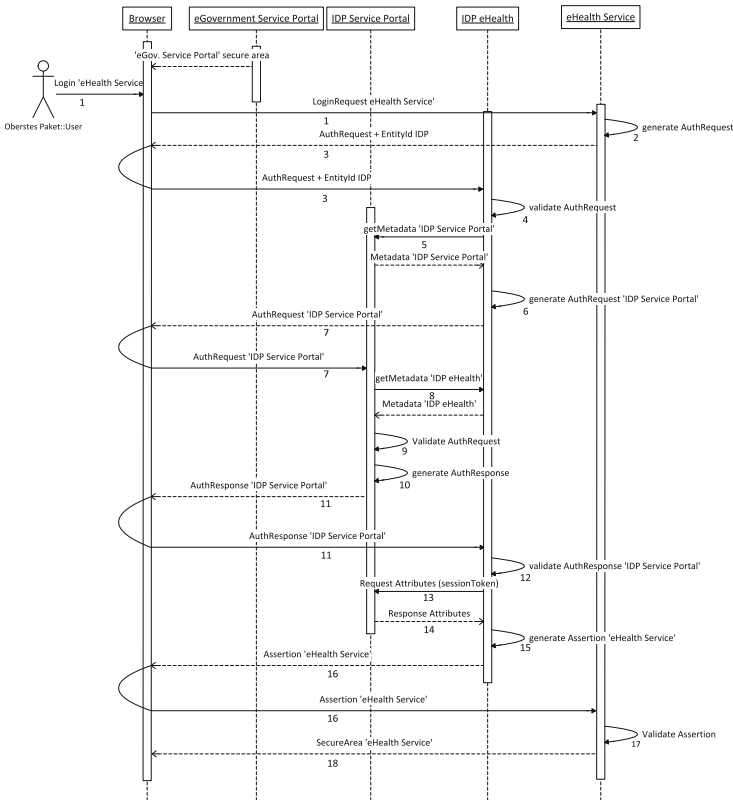 Browser
eGovernment Service Portal
IDP Service Portal
IDP eHealth
eHealth Service
'eGov. Service Portal' secure area
Login 'eHealth Service
1
Oberstes Paket::User
LoginRequest eHealth Service'
1
generate AuthRequest
2
AuthRequest + EntityId IDP
3
AuthRequest + EntityId IDP
3
validate AuthRequest
4
getMetadata 'IDP Service Portal'
5
Metadata 'IDP Service Portal'
generate AuthRequest 'IDP Service Portal'
6
AuthRequest 'IDP Service Portal'
7
AuthRequest 'IDP Service Portal'
7
getMetadata 'IDP eHealth'
8
Metadata 'IDP eHealth'
Validate AuthRequest
9
generate AuthResponse
10
AuthResponse 'IDP Service Portal'
11
AuthResponse 'IDP Service Portal'
11
validate AuthResponse 'IDP Service Portal'
12
Request Attributes (sessionToken)
13
Response Attributes
14
generate Assertion 'eHealth Service'
15
Assertion 'eHealth Service'
16
Assertion 'eHealth Service'
16
Validate Assertion
17
SecureArea 'eHealth Service'
18